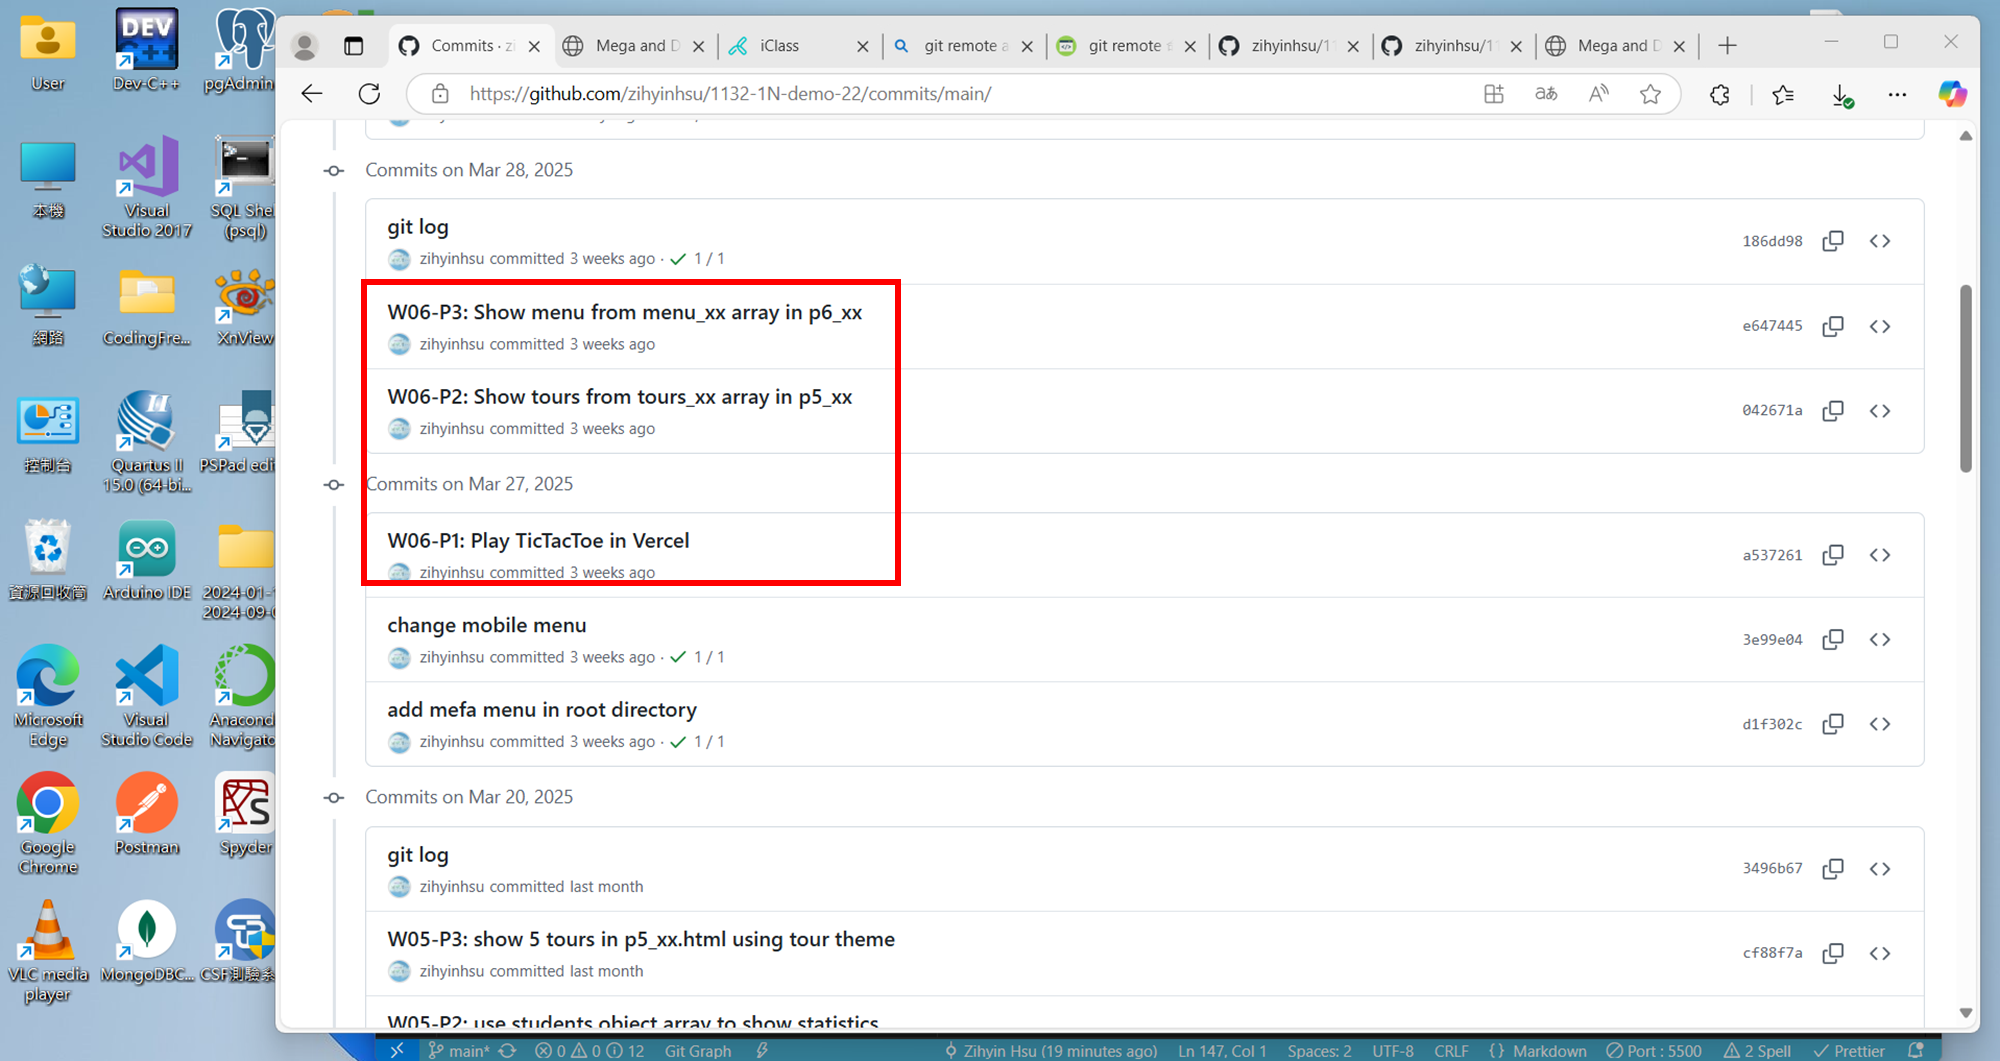 User
Dev-C++
pgAdmin
本機
Visual
Studio 2017
SQL She
(psql)
網路
CodingFre...
XnView
控制台
Quartus II
15.0 (64-bi...
PSPad edi
資源回收筒
Arduino IDE
2024-01-
2024-09-
Microsoft
Edge
Visual
Studio Code
Anacond
Navigato
Google
Chrome
Postman
Spyder
VLC media
player
MongoDBC...
CSF測驗系
Commits · zi
Mega and D
iClass
git remote a
git remote
zihyinhsu/11
zihyinhsu/11
Mega and D
https://github.com/zihyinhsu/1132-1N-demo-22/commits/main/
Commits on Mar 28, 2025
git log
zihyinhsu committed 3 weeks ago · 1 / 1
186dd98
W06-P3: Show menu from menu_xx array in p6_xx
zihyinhsu committed 3 weeks ago
e647445
W06-P2: Show tours from tours_xx array in p5_xx
zihyinhsu committed 3 weeks ago
042671a
Commits on Mar 27, 2025
W06-P1: Play TicTacToe in Vercel
zihyinhsu committed 3 weeks ago
a537261
change mobile menu
zihyinhsu committed 3 weeks ago · 1 / 1
3e99e04
add mefa menu in root directory
zihyinhsu committed 3 weeks ago · 1 / 1
d1f302c
Commits on Mar 20, 2025
git log
zihyinhsu committed last month
3496b67
W05-P3: show 5 tours in p5_xx.html using tour theme
zihyinhsu committed last month
cf88f7a
W05-P2: use students object array to show statistics
main* 0 0 12 Git Graph Zihyin Hsu (19 minutes ago) Ln 147, Col 1 Spaces: 2 UTF-8 CRLF {} Markdown Port : 5500 2 Spell Prettier